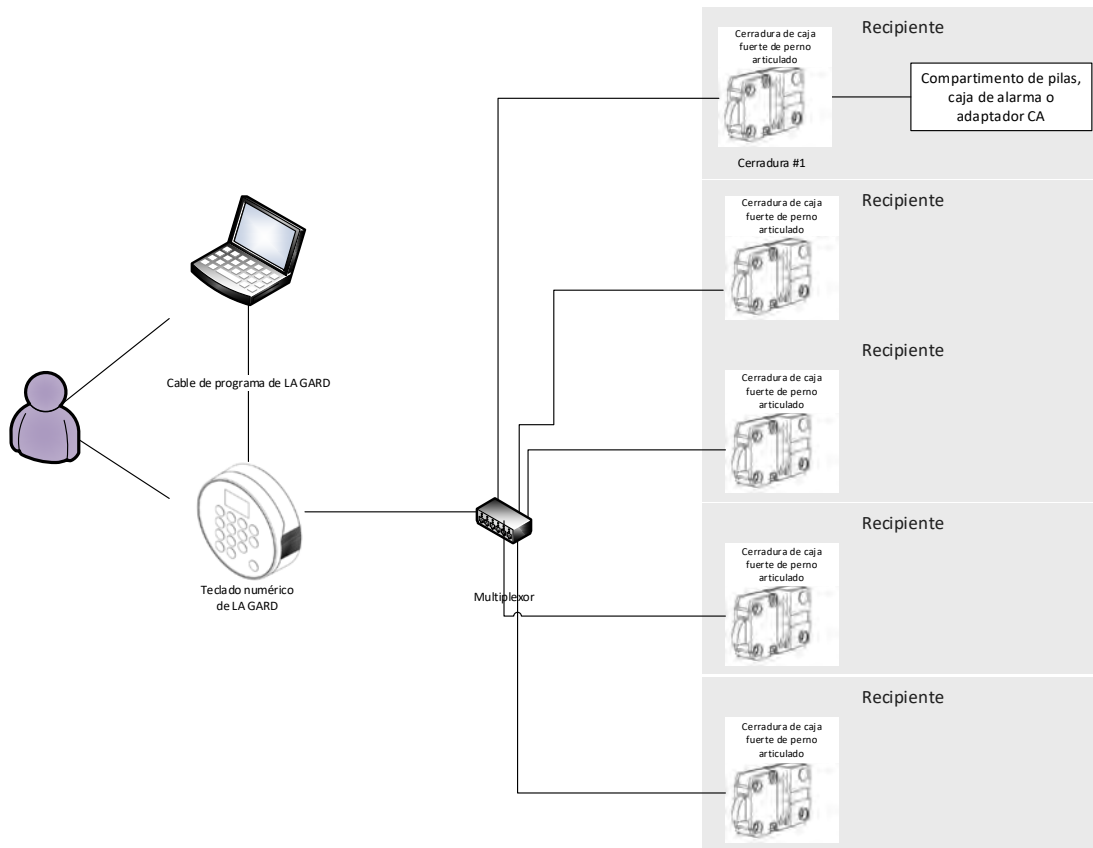 Cerradura de caja
fuerte de perno
articulado
Recipiente
Compartimento de pilas,
caja de alarma o
adaptador CA
Cerradura #1
Cerradura de caja
fuerte de perno
articulado
Recipiente
Recipiente
Cerradura de caja
fuerte de perno
articulado
Cable de programa de LA GARD
Teclado numérico
de LA GARD
Multiplexor
Cerradura de caja
fuerte de perno
articulado
Recipiente
Cerradura de caja
fuerte de perno
articulado
Recipiente